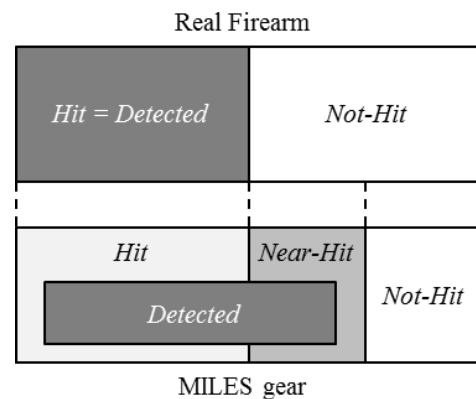 Real Firearm
Hit = Detected
Not-Hit
Hit
Near-Hit
Not-Hit
Detected
MILES gear